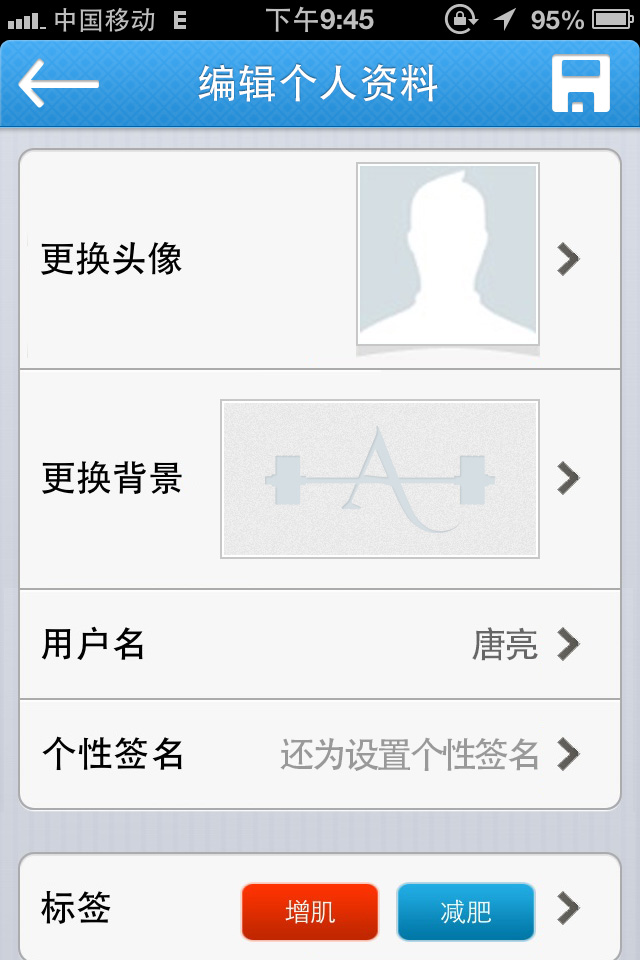 中国移动 E 下午9:45 95%
编辑个人资料
更换头像
更换背景
用户名 唐亮
个性签名 还为设置个性签名
标签 增肌 减肥